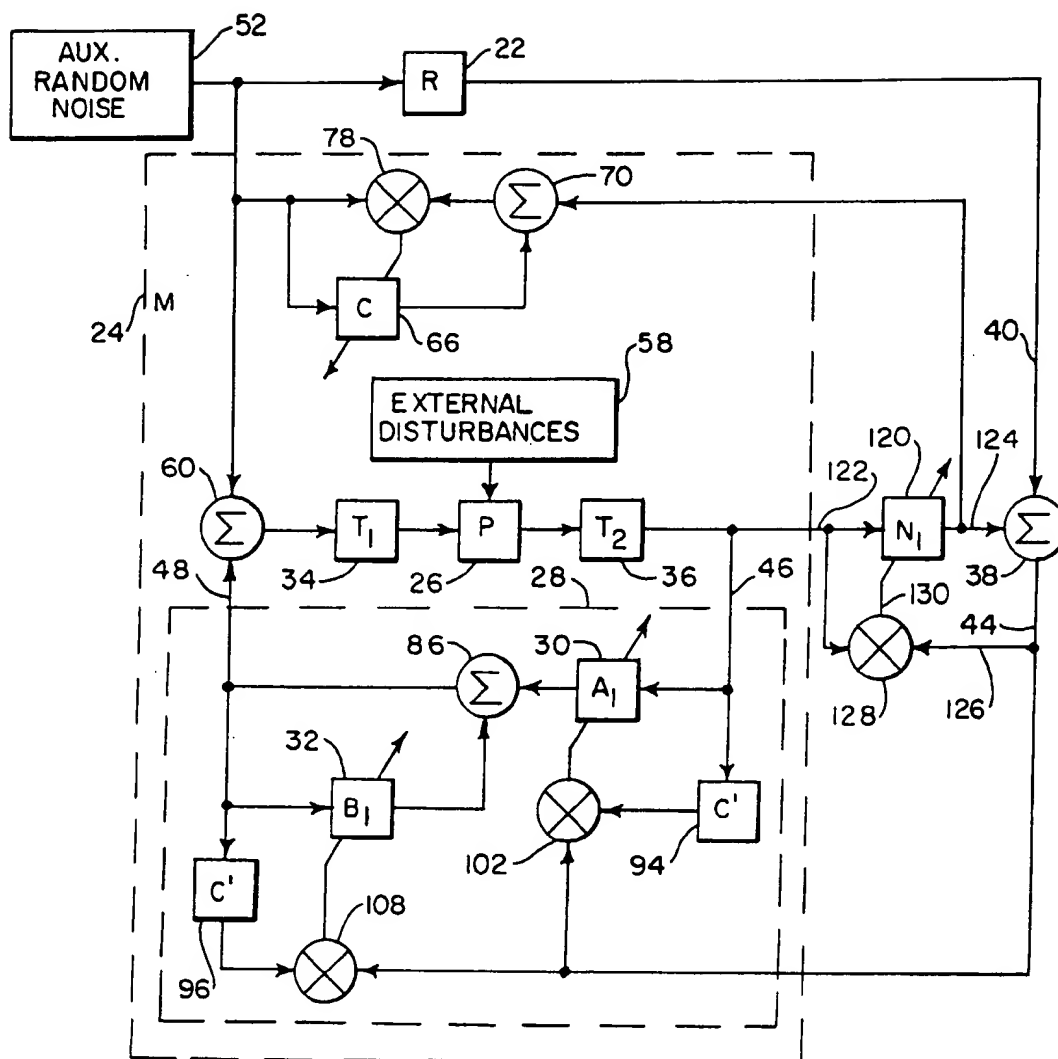 52
AUX.
RANDOM
NOISE
22
R
78
Σ
70
M
24
C
66
40
58
EXTERNAL
DISTURBANCES
60
Σ
T1
34
P
26
T2
36
122
120
N1
124
Σ
38
48
28
46
130
44
86
Σ
30
A1
128
126
32
B1
102
C'
94
C'
96
108